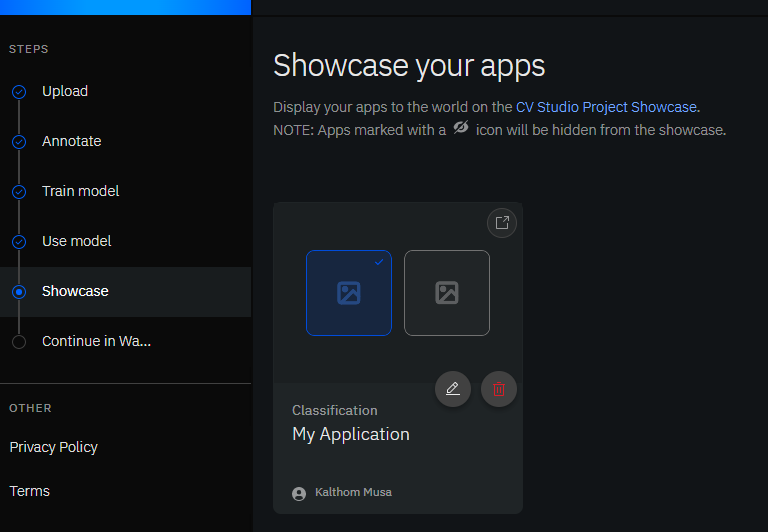 STEPS
Upload
Annotate
Train model
Use model
Showcase
Continue in Wa...
OTHER
Privacy Policy
Terms
Showcase your apps
Display your apps to the world on the CV Studio Project Showcase.
NOTE: Apps marked with a icon will be hidden from the showcase.
Classification
My Application
Kalthom Musa